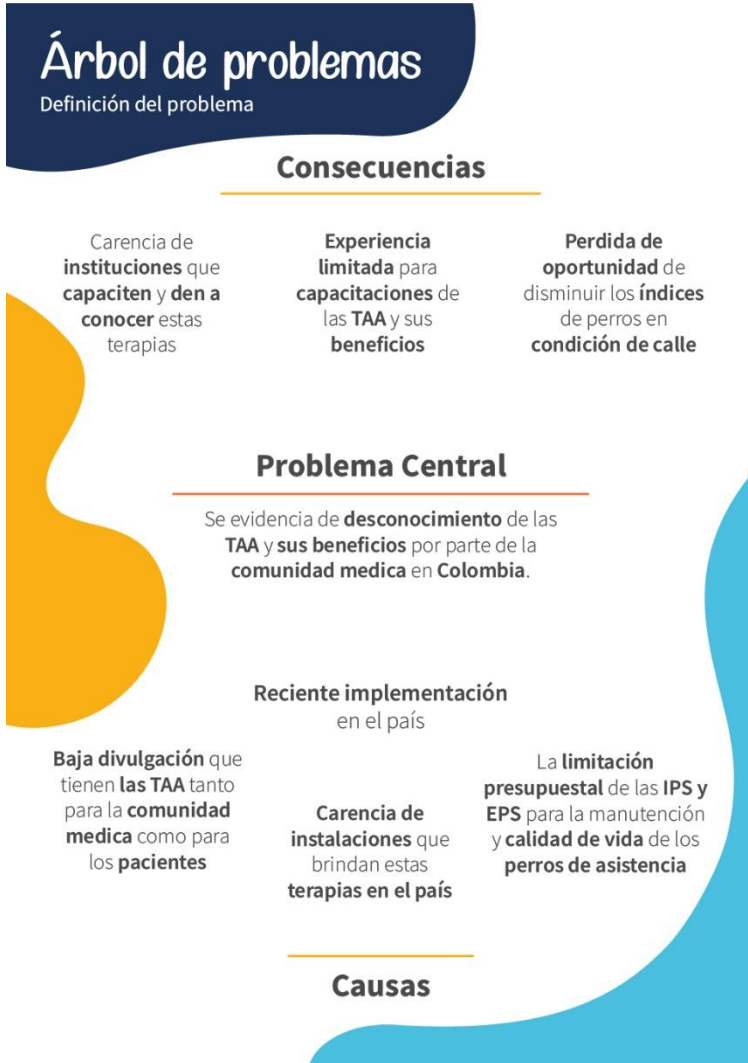 Árbol de problemas
Definición del problema
Consecuencias
Carencia de
instituciones que
capaciten y den a
conocer estas
terapias
Experiencia
limitada para
capacitaciones de
las TAA y sus
beneficios
Perdida de
oportunidad de
disminuir los índices
de perros en
condición de calle
Problema Central
Se evidencia de desconocimiento de las
TAA y sus beneficios por parte de la
comunidad medica en Colombia.
Reciente implementación
en el país
Baja divulgación que
tienen las TAA tanto
para la comunidad
medica como para
los pacientes
Carencia de
instalaciones que
brindan estas
terapias en el país
La limitación
presupuestal de las IPS y
EPS para la manutención
y calidad de vida de los
perros de asistencia
Causas